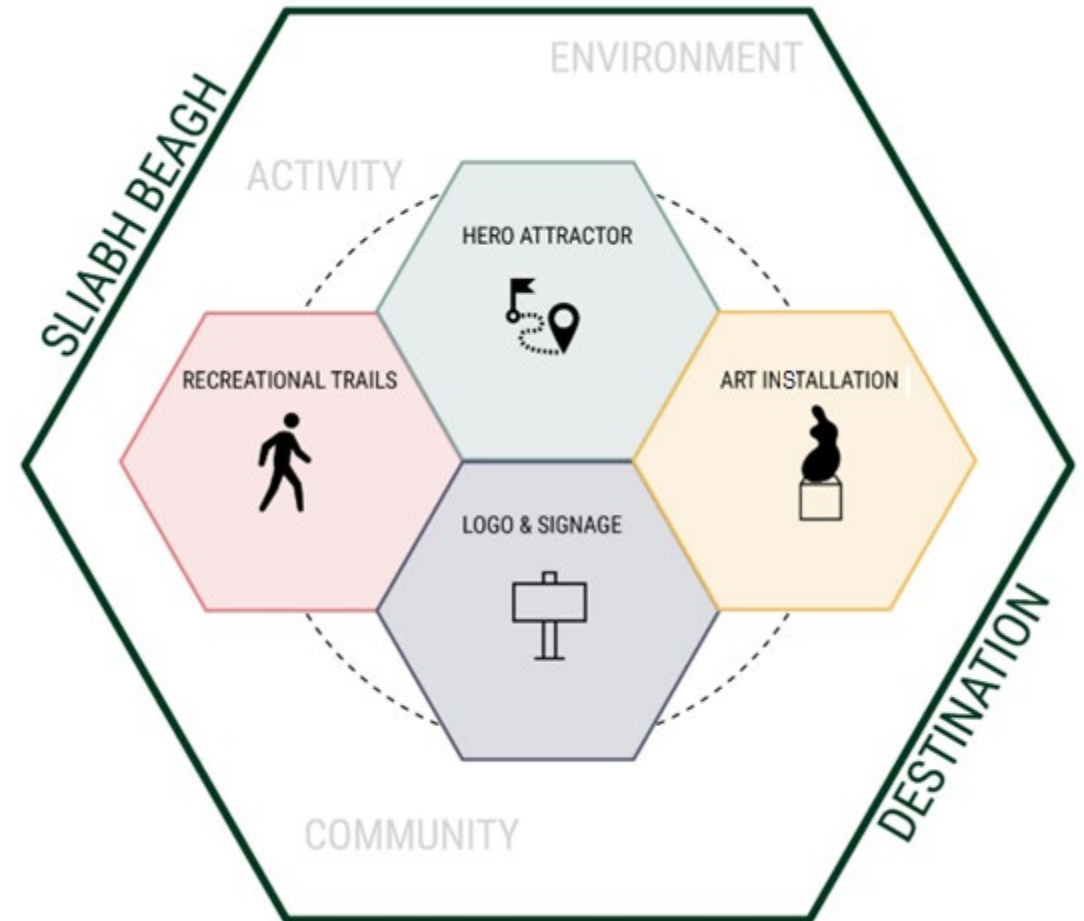 ENVIRONMENT
SLIABH BEAGH
ACTIVITY
HERO ATTRACTOR
RECREATIONAL TRAILS
ART INSTALLATION
LOGO & SIGNAGE
DESTINATION
COMMUNITY